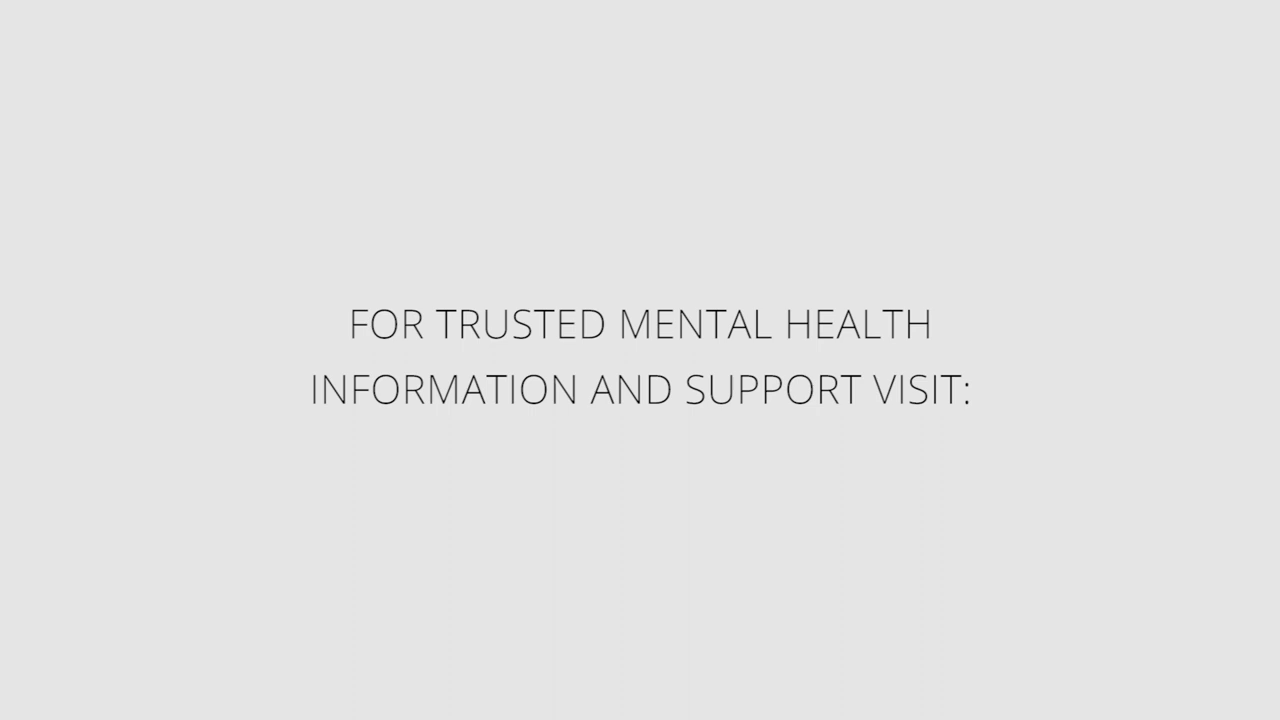 FOR TRUSTED MENTAL HEALTH
INFORMATION AND SUPPORT VISIT: